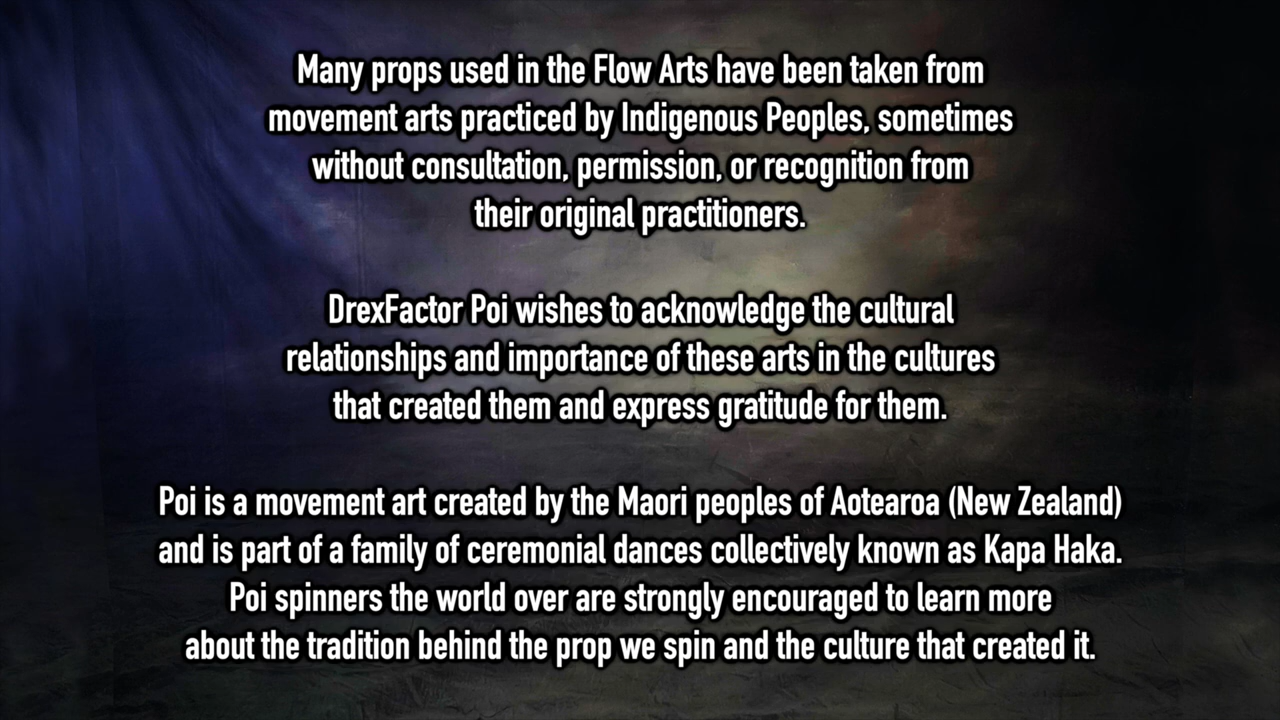 Many props used in the Flow Arts have been taken from
movement arts practiced by Indigenous Peoples, sometimes
without consultation, permission, or recognition from
their original practitioners.
DrexFactor Poi wishes to acknowledge the cultural
relationships and importance of these arts in the cultures
that created them and express gratitude for them.
Poi is a movement art created by the Maori peoples of Aotearoa (New Zealand)
and is part of a family of ceremonial dances collectively known as Kapa Haka.
Poi spinners the world over are strongly encouraged to learn more
about the tradition behind the prop we spin and the culture that created it.